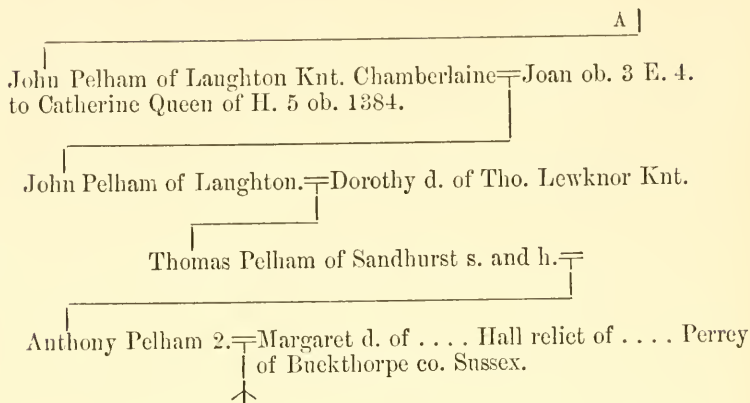 A
John Pelham of Laughton Knt. Chamberlaine Joan ob. 3 E. 4.
to Catherine Queen of H. 5 ob. 1384.
John Pelham of Laughton. Dorothy d. of Tho. Lewknor Knt.
Thomas Pelham of Sandhurst s. and h.
Anthony Pelham 2. Margaret d. of .... Hall relict of .... Perrey
of Buckthorpe co. Sussex.